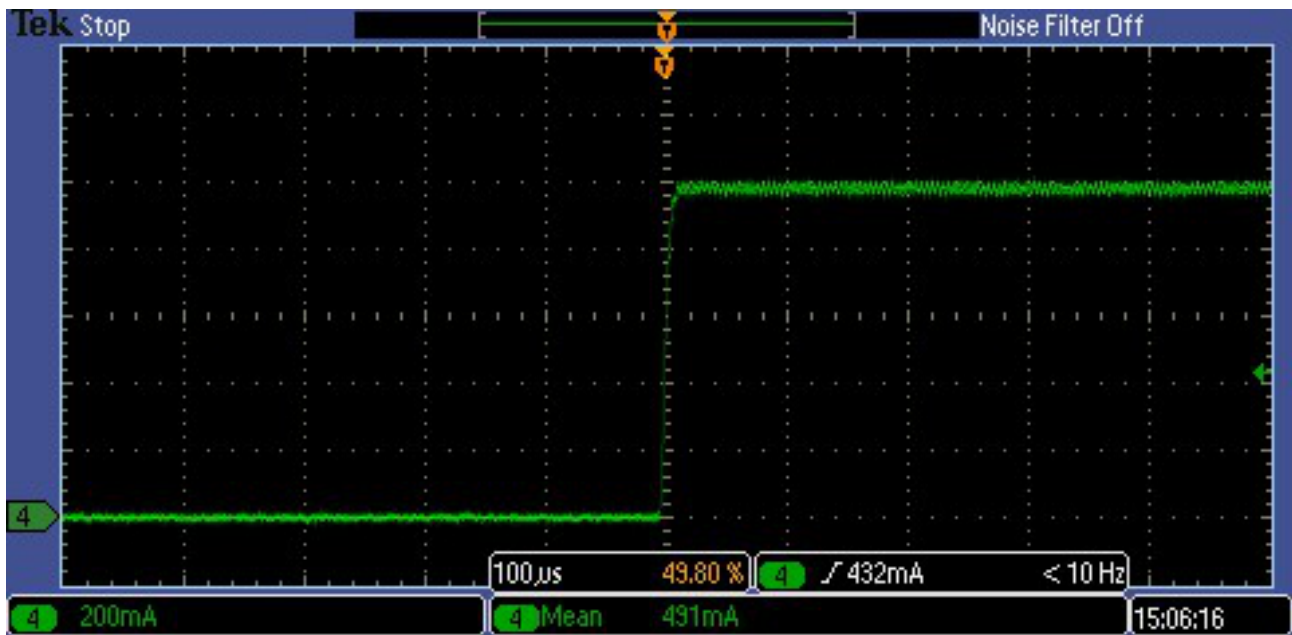 Tek Stop Noise Filter Off
T
T
4
100µs 49.80 % 4 432mA < 10 Hz
4 200mA 4 Mean 491mA 15:06:16